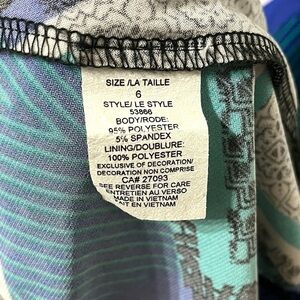 SIZE /LA TAILLE
6
STYLE/ LE STYLE
53866
BODY/RODE:
95% POLYESTER
5% SPANDEX
LINING/DOUBLURE:
100% POLYESTER
EXCLUSIVE OF DECORATION/
DECORATION NON COMPRISE
CA# 27093
SEE REVERSE FOR CARE
ENTRETIEN AU VERSO
MADE IN VIETNAM
EN VIETNAM